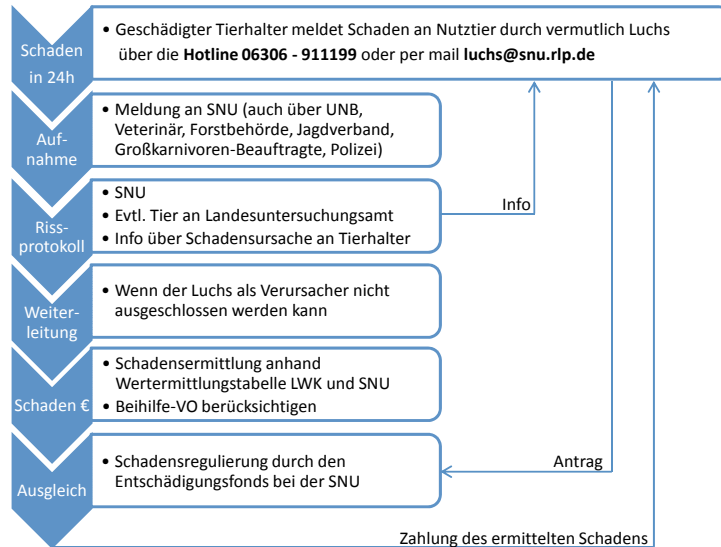 Schaden
in 24h
• Geschädigter Tierhalter meldet Schaden an Nutztier durch vermutlich Luchs
über die Hotline 06306 - 911199 oder per mail luchs@snu.rlp.de
Auf-
nahme
• Meldung an SNU (auch über UNB,
Veterinär, Forstbehörde, Jagdverband,
Großkarnivoren-Beauftragte, Polizei)
Riss-
protokoll
• SNU
• Evtl. Tier an Landesuntersuchungsamt
• Info über Schadensursache an Tierhalter
Info
Weiter-
leitung
• Wenn der Luchs als Verursacher nicht
ausgeschlossen werden kann
Schaden €
• Schadensermittlung anhand
Wertermittlungstabelle LWK und SNU
• Beihilfe-VO berücksichtigen
Ausgleich
• Schadensregulierung durch den
Entschädigungsfonds bei der SNU
Antrag
Zahlung des ermittelten Schadens